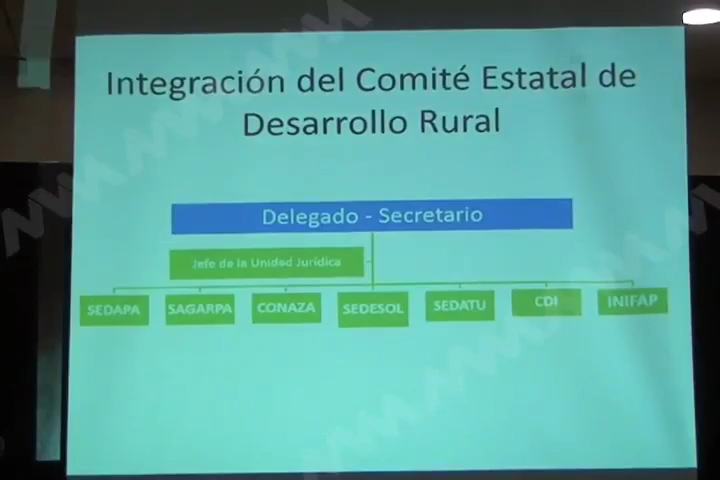 Integración del Comité Estatal de
Desarrollo Rural
Delegado - Secretario
Jefe de la Unidad Jurídica
SEDAPA SAGARPA CONAZA SEDESOL SEDATU CDI INIFAP